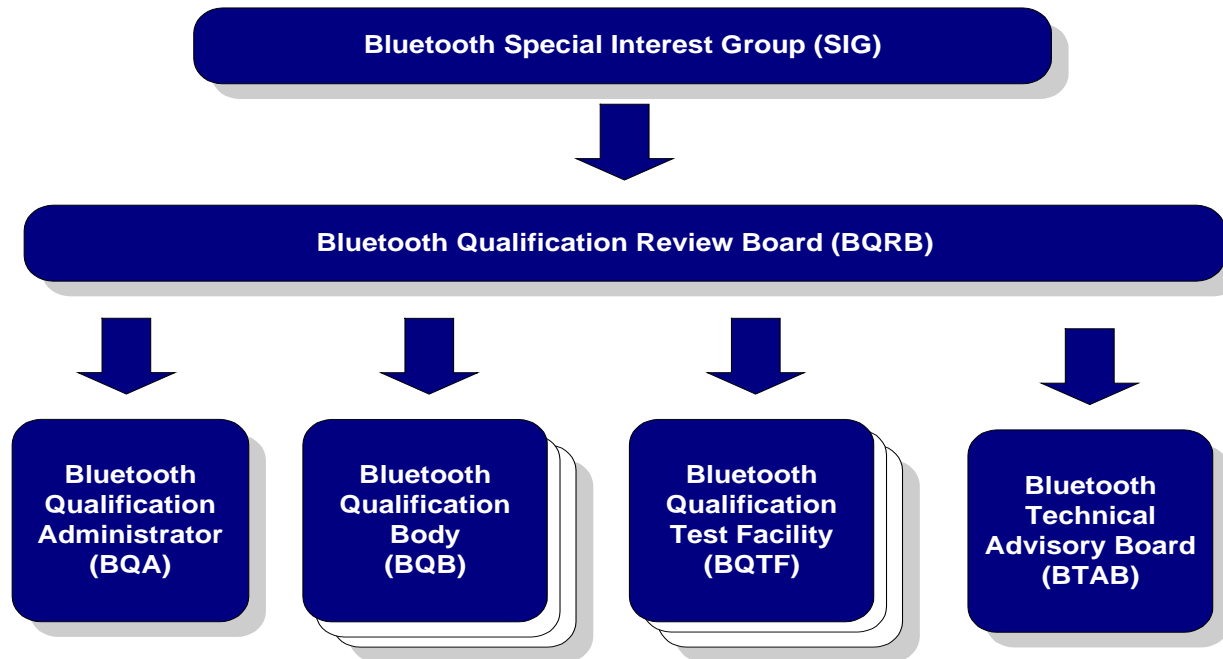 Bluetooth Special Interest Group (SIG)
Bluetooth Qualification Review Board (BQRB)
Bluetooth
Qualification
Administrator
(BQA)
Bluetooth
Qualification
Body
(BQB)
Bluetooth
Qualification
Test Facility
(BQTF)
Bluetooth
Technical
Advisory Board
(BTAB)